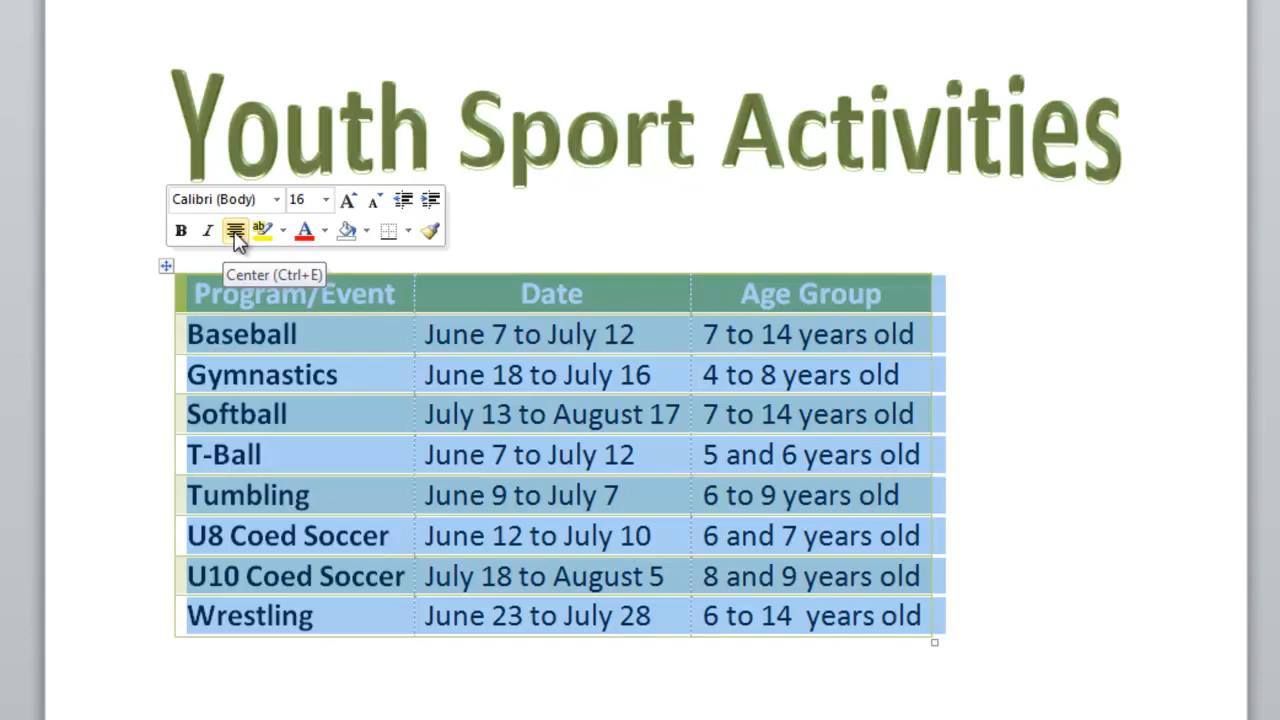 Youth Sport Activities
Calibri (Body) 16 A A
B I ab A
Center (Ctrl+E)
Program/Event Date Age Group
Baseball June 7 to July 12 7 to 14 years old
Gymnastics June 18 to July 16 4 to 8 years old
Softball July 13 to August 17 7 to 14 years old
T-Ball June 7 to July 12 5 and 6 years old
Tumbling June 9 to July 7 6 to 9 years old
U8 Coed Soccer June 12 to July 10 6 and 7 years old
U10 Coed Soccer July 18 to August 5 8 and 9 years old
Wrestling June 23 to July 28 6 to 14  years old